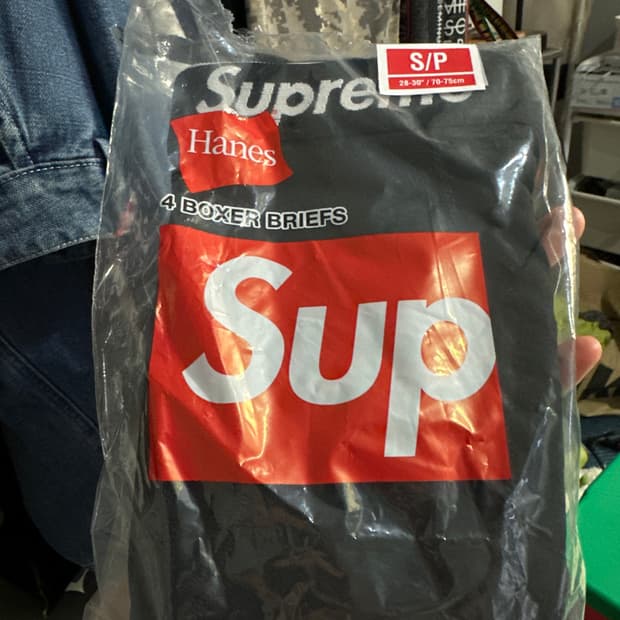 S/P
28-30" / 70-75cm
Supreme
Hanes
4 BOXER BRIEFS
Sup